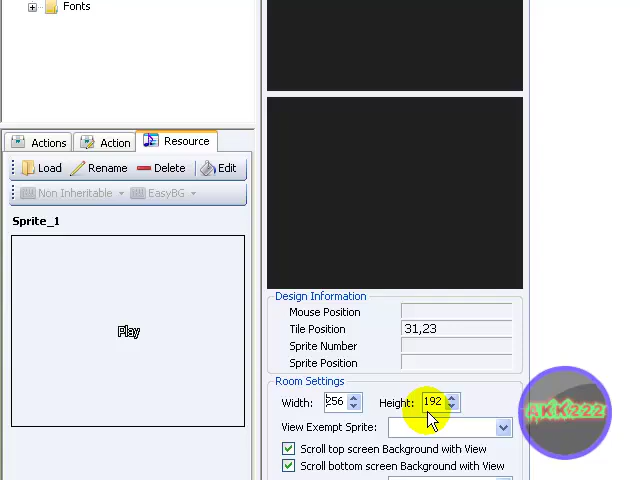 Fonts
Actions Action Resource
Load Rename Delete Edit
Non Inheritable EasyBG
Sprite_1
Play
Design Information
Mouse Position
Tile Position 31,23
Sprite Number
Sprite Position
Room Settings
Width: 256 Height: 192
View Exempt Sprite:
Scroll top screen Background with View
Scroll bottom screen Background with View
AKK222